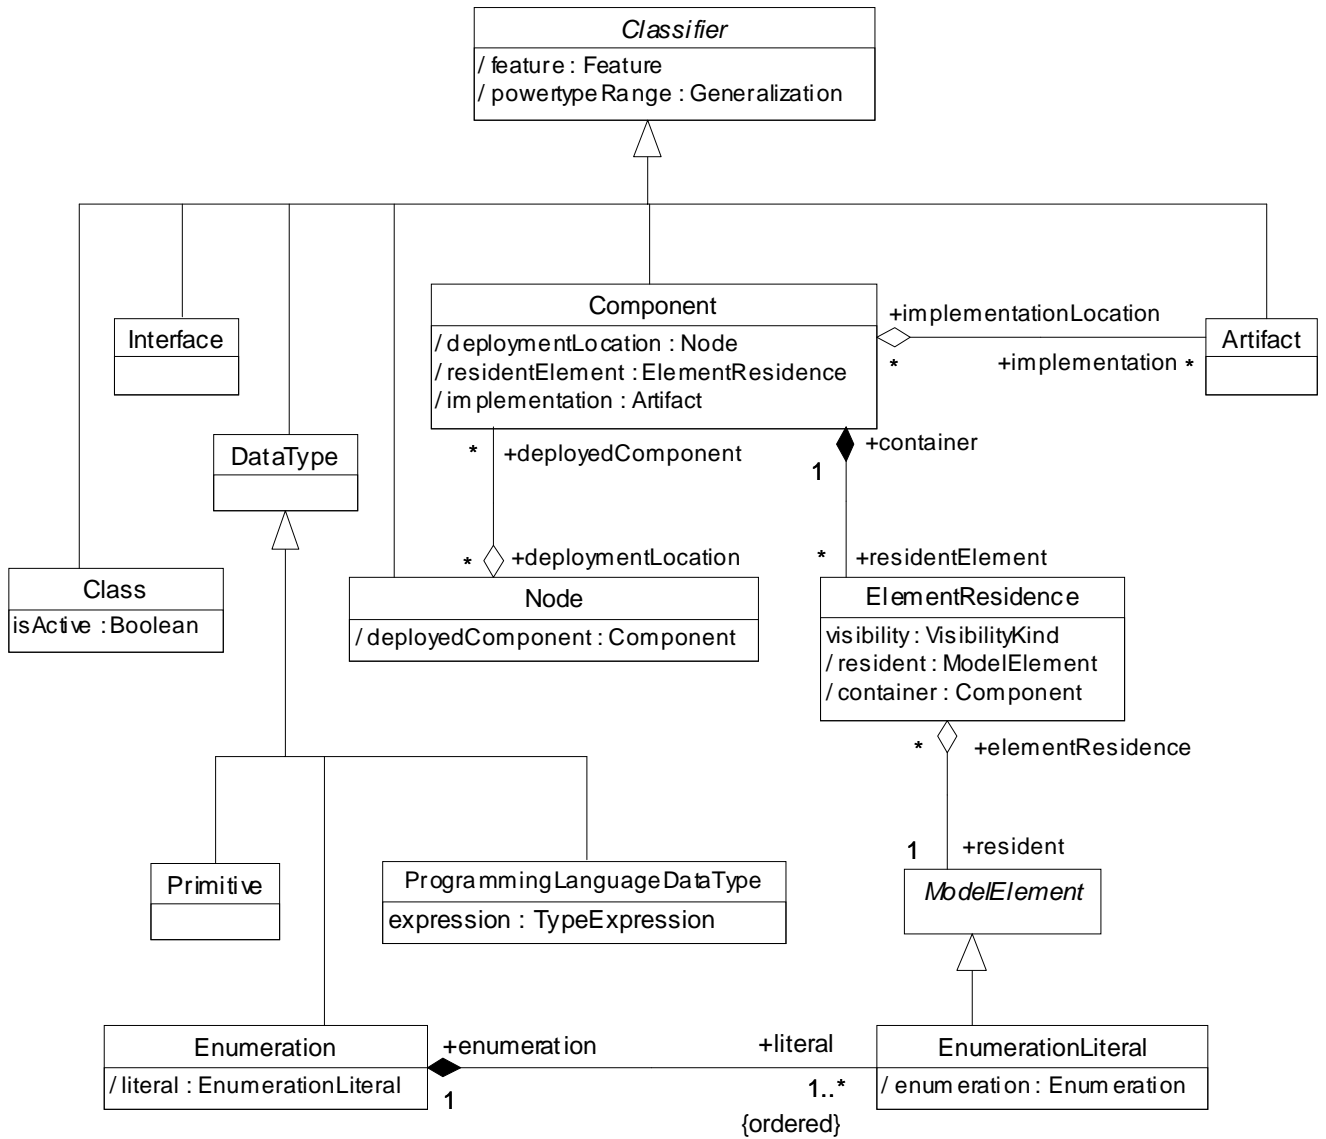 Classifier
/ feature : Feature
/ powertypeRange : Generalization
Component
/ deploymentLocation : Node
/ residentElement : ElementResidence
/ implementation : Artifact
+implementationLocation
*
+implementation *
Artifact
Interface
DataType
* +deployedComponent
+container
1
* +deploymentLocation
* +residentElement
Class
isActive : Boolean
Node
/ deployedComponent : Component
ElementResidence
visibility : VisibilityKind
/ resident : ModelElement
/ container : Component
* +elementResidence
1 +resident
Primitive
ProgrammingLanguageDataType
expression : TypeExpression
ModelElement
Enumeration
/ literal : EnumerationLiteral
+enumeration
1
+literal
1..*
{ordered}
EnumerationLiteral
/ enumeration : Enumeration